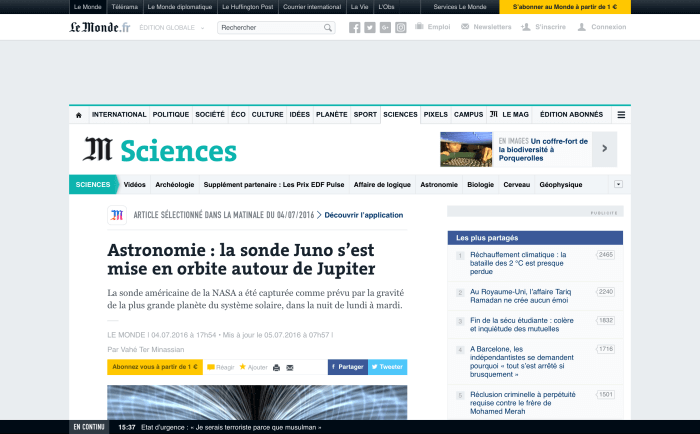 Le Monde Télérama Le Monde diplomatique Le Huffington Post Courrier international La Vie L'Obs Services Le Monde S'abonner au Monde à partir de 1 €
Le Monde.fr ÉDITION GLOBALE Rechercher Emploi Newsletters S'inscrire Connexion
INTERNATIONAL POLITIQUE SOCIÉTÉ ÉCO CULTURE IDÉES PLANÈTE SPORT SCIENCES PIXELS CAMPUS M LE MAG ÉDITION ABONNÉS
M Sciences
EN IMAGES Un coffre-fort de
la biodiversité à
Porquerolles
SCIENCES Vidéos Archéologie Supplément partenaire : Les Prix EDF Pulse Affaire de logique Astronomie Biologie Cerveau Géophysique
M ARTICLE SÉLECTIONNÉ DANS LA MATINALE DU 04/07/2016 > Découvrir l'application
Astronomie : la sonde Juno s'est
mise en orbite autour de Jupiter
La sonde américaine de la NASA a été capturée comme prévu par la gravité
de la plus grande planète du système solaire, dans la nuit de lundi à mardi.
LE MONDE | 04.07.2016 à 17h54 • Mis à jour le 05.07.2016 à 07h57 |
Par Vahé Ter Minassian
Abonnez vous à partir de 1 € Réagir Ajouter f Partager Tweeter
PUBLICITÉ
Les plus partagés
1 Réchauffement climatique : la 2465
bataille des 2 °C est presque
perdue
2 Au Royaume-Uni, l'affaire Tariq 2240
Ramadan ne crée aucun émoi
3 Fin de la sécu étudiante : colère 1832
et inquiétude des mutuelles
4 A Barcelone, les 1716
indépendantistes se demandent
pourquoi « tout s'est arrêté si
brusquement »
5 Réclusion criminelle à perpétuité 1501
requise contre le frère de
Mohamed Merah
EN CONTINU 15:37 Etat d'urgence : « Je serais terroriste parce que musulman »